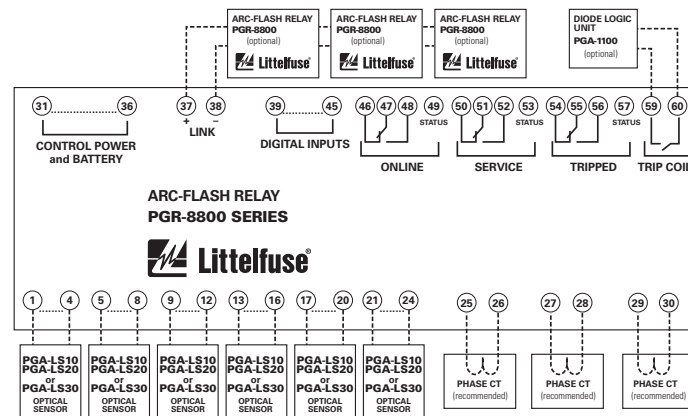 ARC-FLASH RELAY
PGR-8800
(optional)
Littelfuse
ARC-FLASH RELAY
PGR-8800
(optional)
Littelfuse
ARC-FLASH RELAY
PGR-8800
(optional)
Littelfuse
DIODE LOGIC
UNIT
PGA-1100
(optional)
31 36 37 38 39 45 46 47 48 49 50 51 52 53 54 55 56 57 59 60
+ LINK –
STATUS STATUS STATUS
CONTROL POWER
and BATTERY
DIGITAL INPUTS
ONLINE
SERVICE
TRIPPED
TRIP COIL
ARC-FLASH RELAY
PGR-8800 SERIES
Littelfuse®
1 4 5 8 9 12 13 16 17 20 21 24 25 26 27 28 29 30
PGA-LS10
PGA-LS20
or
PGA-LS30
OPTICAL
SENSOR
PGA-LS10
PGA-LS20
or
PGA-LS30
OPTICAL
SENSOR
PGA-LS10
PGA-LS20
or
PGA-LS30
OPTICAL
SENSOR
PGA-LS10
PGA-LS20
or
PGA-LS30
OPTICAL
SENSOR
PGA-LS10
PGA-LS20
or
PGA-LS30
OPTICAL
SENSOR
PGA-LS10
PGA-LS20
or
PGA-LS30
OPTICAL
SENSOR
PHASE CT
(recommended)
PHASE CT
(recommended)
PHASE CT
(recommended)